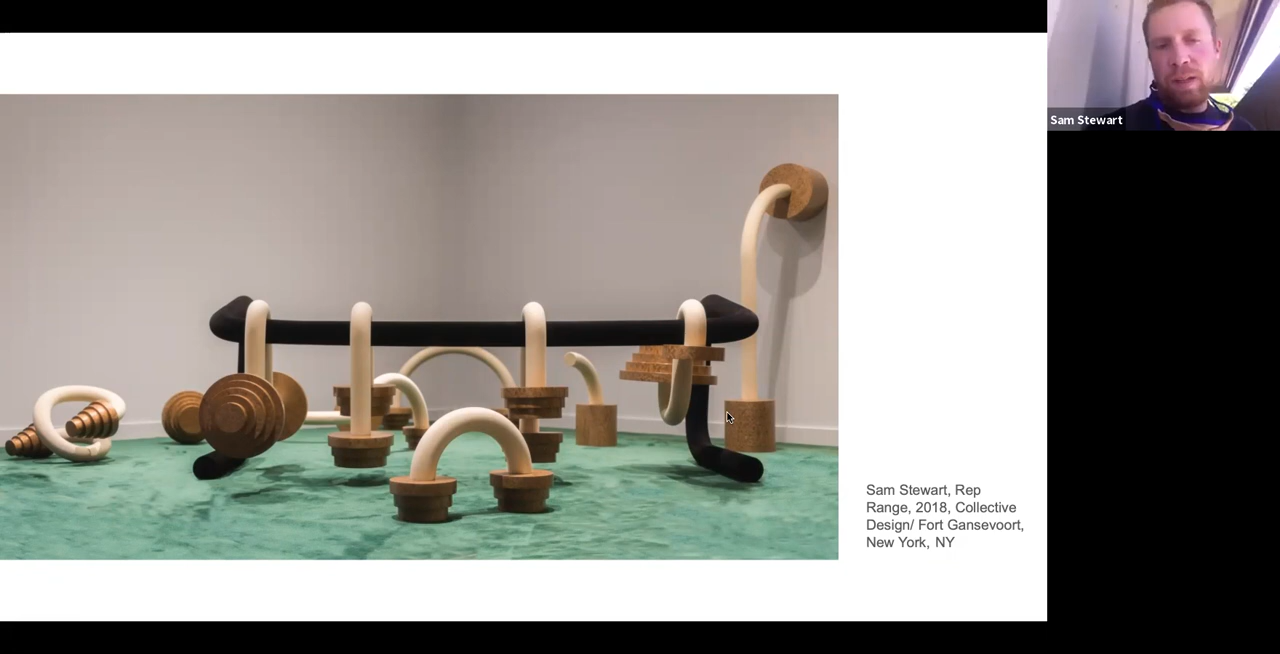 Sam Stewart
Sam Stewart, Rep
Range, 2018, Collective
Design/ Fort Gansevoort,
New York, NY